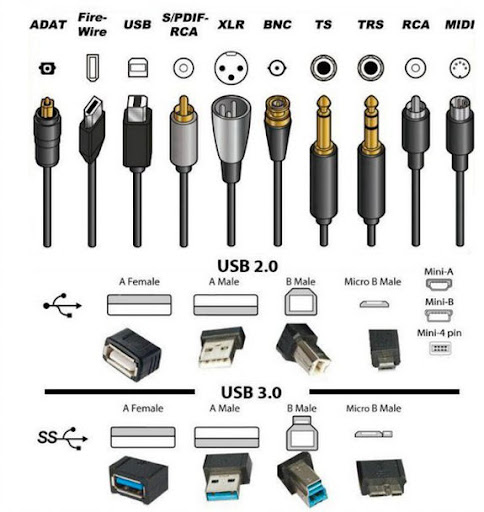 ADAT Fire-Wire USB S/PDIF-RCA XLR BNC TS TRS RCA MIDI
USB 2.0
A Female A Male B Male Micro B Male
Mini-A
Mini-B
Mini-4 pin
USB 3.0
A Female A Male B Male Micro B Male
SS